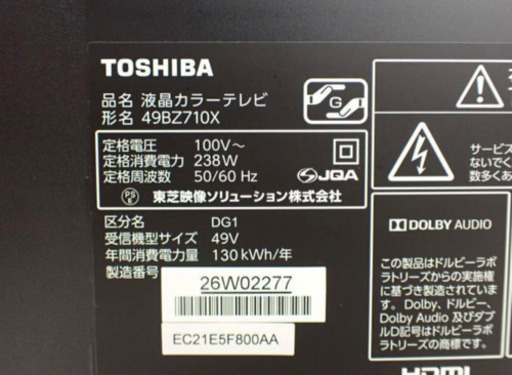 TOSHIBA
品名 液晶カラーテレビ
形名 49BZ710X
G
定格電圧 100V～
定格消費電力 238W
定格周波数 50/60 Hz
JQA
PS
E
東芝映像ソリューション株式会社
区分名 DG1
受信機型サイズ 49V
年間消費電力量 130 kWh/年
製造番号
26W02277
EC21E5F800AA
サービス
ないでく
数多くあ
DOLBY AUDIO
この製品はドルビーラボ
ラトリーズからの実施権
に基づき製造されていま
す。Dolby、ドルビー、
Dolby Audio 及びダブ
ルD記号はドルビーラボ
ラトリーズの商標です。
HDMI